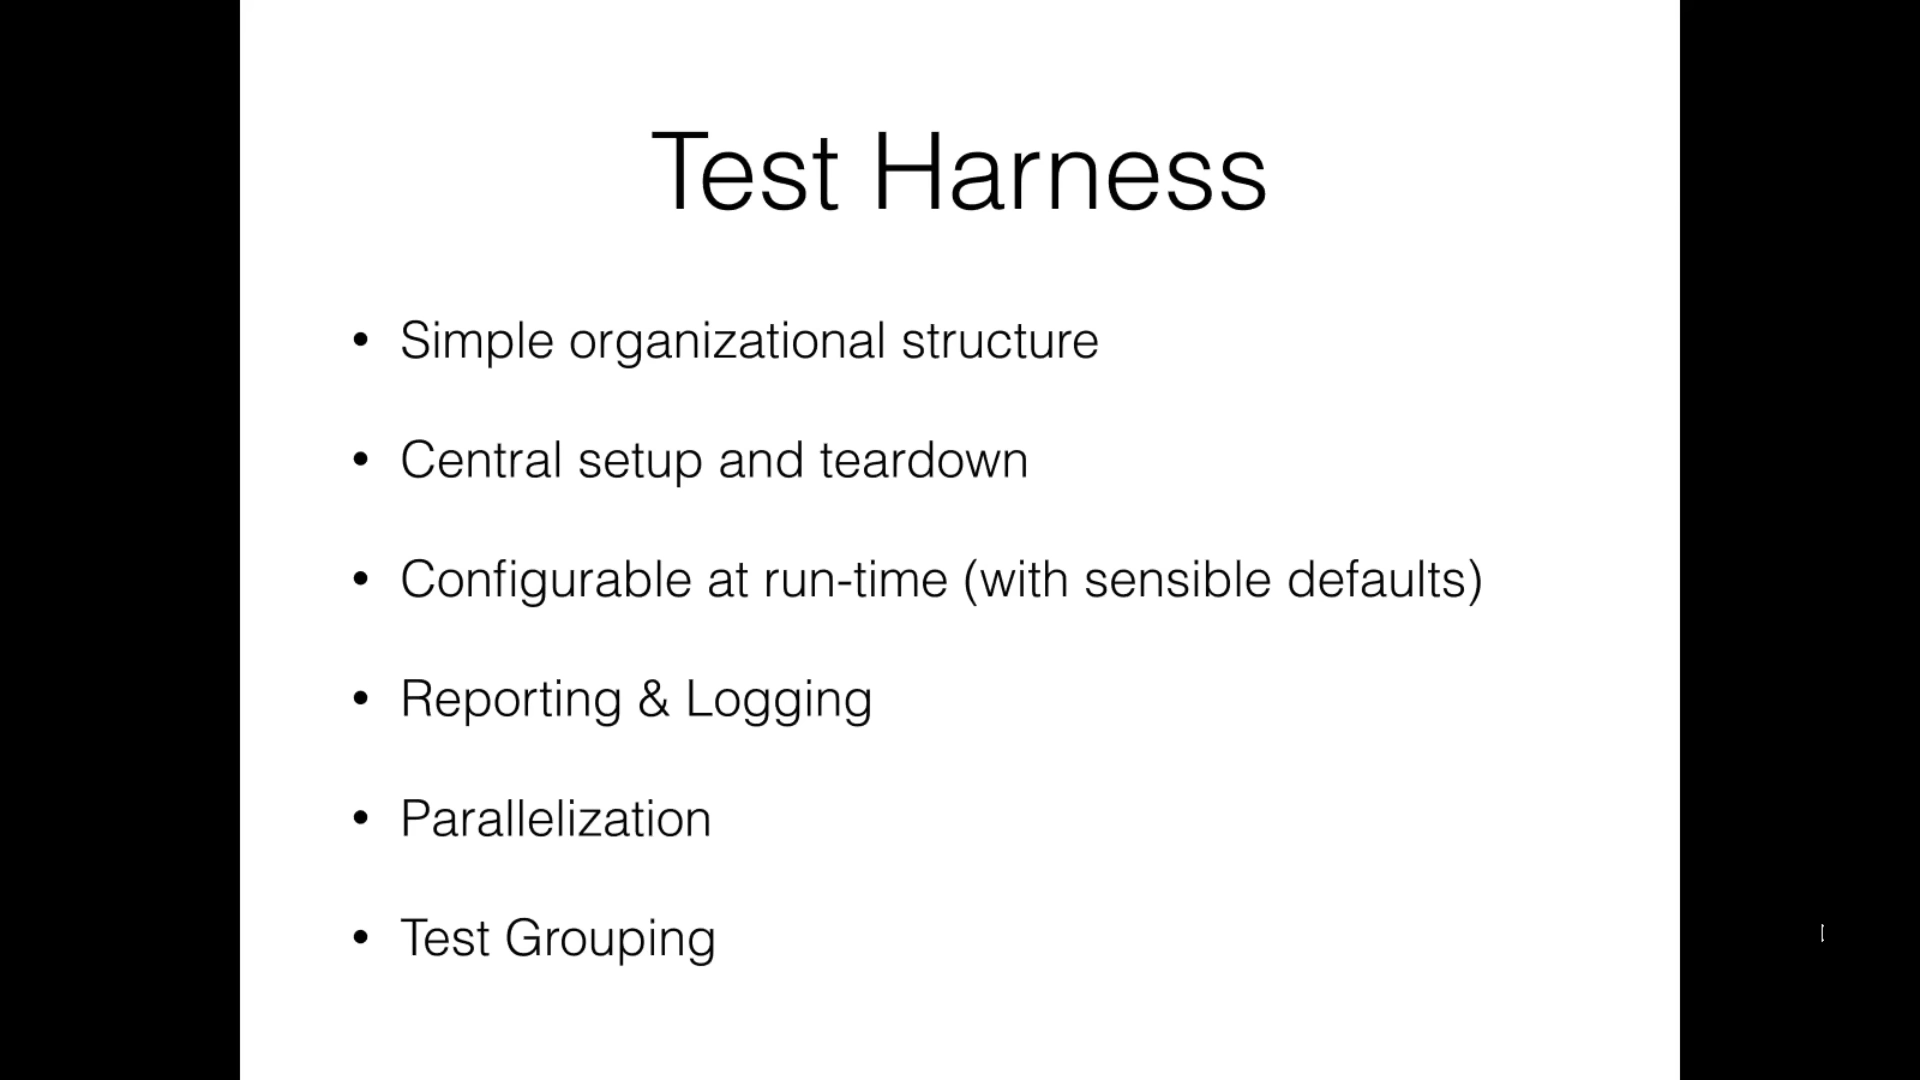 Test Harness
• Simple organizational structure
• Central setup and teardown
• Configurable at run-time (with sensible defaults)
• Reporting & Logging
• Parallelization
• Test Grouping